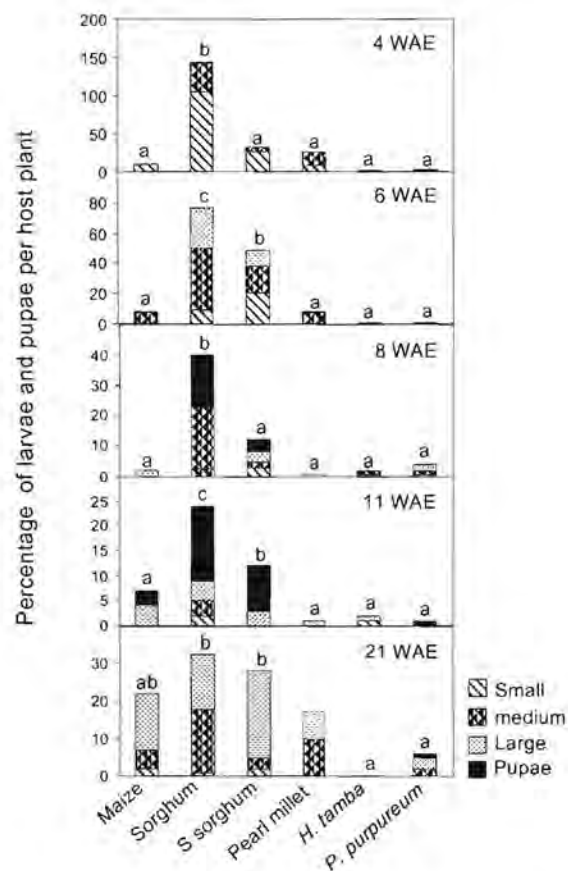 Percentage of larvae and pupae per host plant
4 WAE
200
150
100
50
0
a
b
a
a
a
a
6 WAE
80
60
40
20
0
a
c
b
a
a
a
8 WAE
40
30
20
10
0
a
b
a
a
a
a
11 WAE
25
20
15
10
5
0
a
c
b
a
a
a
21 WAE
30
20
10
0
ab
b
b
a
a
Maize
Sorghum
S sorghum
Pearl millet
H. tamba
P. purpureum
Small
medium
Large
Pupae